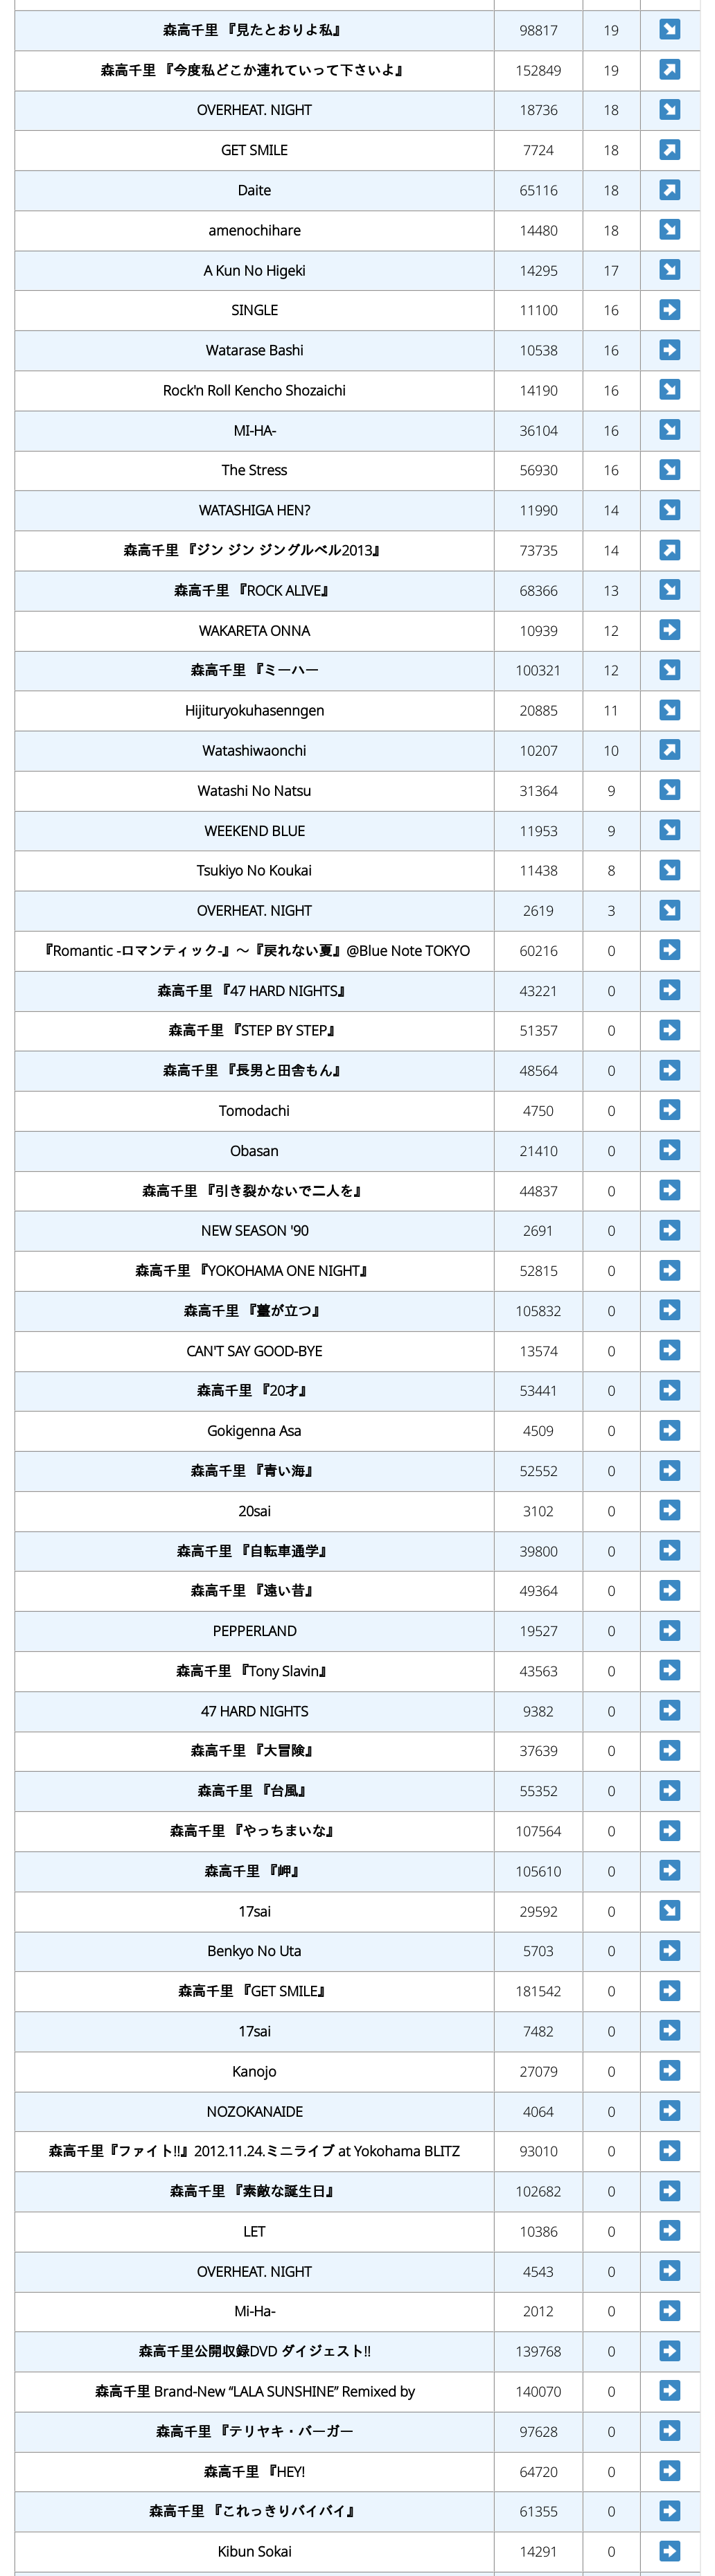 森高千里 『見たとおりよ私』 98817 19
森高千里 『今度私どこか連れていって下さいよ』 152849 19
OVERHEAT. NIGHT 18736 18
GET SMILE 7724 18
Daite 65116 18
amenochihare 14480 18
A Kun No Higeki 14295 17
SINGLE 11100 16
Watarase Bashi 10538 16
Rock'n Roll Kencho Shozaichi 14190 16
MI-HA- 36104 16
The Stress 56930 16
WATASHIGA HEN? 11990 14
森高千里 『ジン ジン ジングルベル2013』 73735 14
森高千里 『ROCK ALIVE』 68366 13
WAKARETA ONNA 10939 12
森高千里 『ミーハー 100321 12
Hijituryokuhasenngen 20885 11
Watashiwaonchi 10207 10
Watashi No Natsu 31364 9
WEEKEND BLUE 11953 9
Tsukiyo No Koukai 11438 8
OVERHEAT. NIGHT 2619 3
『Romantic -ロマンティック-』～『戻れない夏』@Blue Note TOKYO 60216 0
森高千里 『47 HARD NIGHTS』 43221 0
森高千里 『STEP BY STEP』 51357 0
森高千里 『長男と田舎もん』 48564 0
Tomodachi 4750 0
Obasan 21410 0
森高千里 『引き裂かないで二人を』 44837 0
NEW SEASON '90 2691 0
森高千里 『YOKOHAMA ONE NIGHT』 52815 0
森高千里 『薹が立つ』 105832 0
CAN'T SAY GOOD-BYE 13574 0
森高千里 『20才』 53441 0
Gokigenna Asa 4509 0
森高千里 『青い海』 52552 0
20sai 3102 0
森高千里 『自転車通学』 39800 0
森高千里 『遠い昔』 49364 0
PEPPERLAND 19527 0
森高千里 『Tony Slavin』 43563 0
47 HARD NIGHTS 9382 0
森高千里 『大冒険』 37639 0
森高千里 『台風』 55352 0
森高千里 『やっちまいな』 107564 0
森高千里 『岬』 105610 0
17sai 29592 0
Benkyo No Uta 5703 0
森高千里 『GET SMILE』 181542 0
17sai 7482 0
Kanojo 27079 0
NOZOKANAIDE 4064 0
森高千里『ファイト!!』2012.11.24.ミニライブ at Yokohama BLITZ 93010 0
森高千里 『素敵な誕生日』 102682 0
LET 10386 0
OVERHEAT. NIGHT 4543 0
Mi-Ha- 2012 0
森高千里公開収録DVD ダイジェスト!! 139768 0
森高千里 Brand-New “LALA SUNSHINE” Remixed by 140070 0
森高千里 『テリヤキ・バーガー 97628 0
森高千里 『HEY! 64720 0
森高千里 『これっきりバイバイ』 61355 0
Kibun Sokai 14291 0